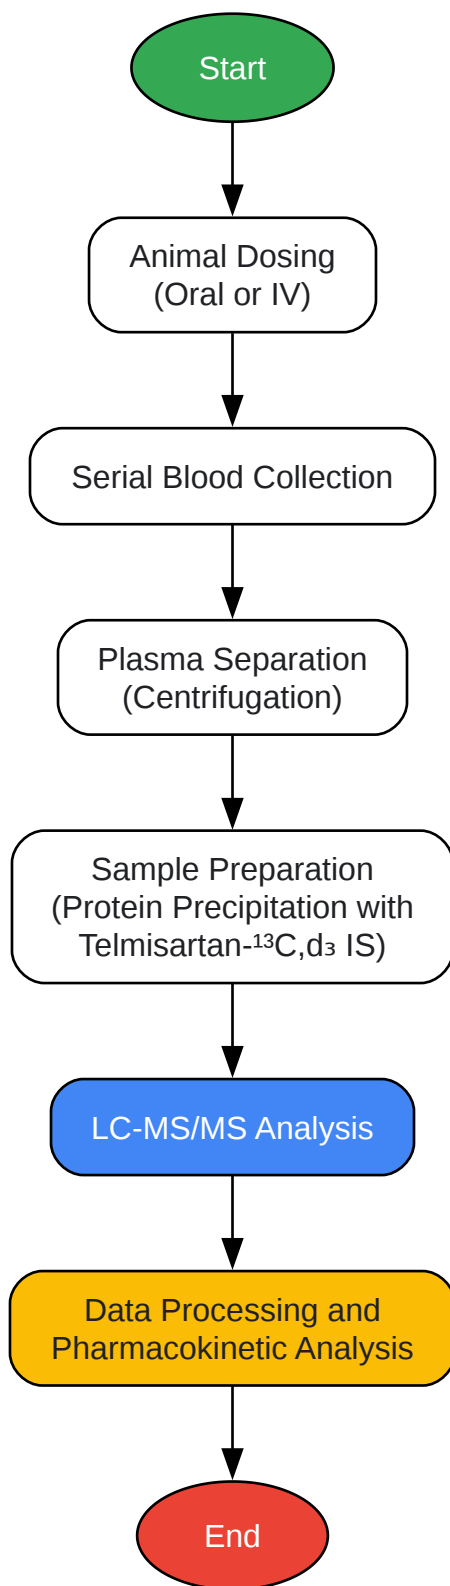 Start
Animal Dosing
(Oral or IV)
Serial Blood Collection
Plasma Separation
(Centrifugation)
Sample Preparation
(Protein Precipitation with
Telmisartan-¹³C,d₃ IS)
LC-MS/MS Analysis
Data Processing and
Pharmacokinetic Analysis
End